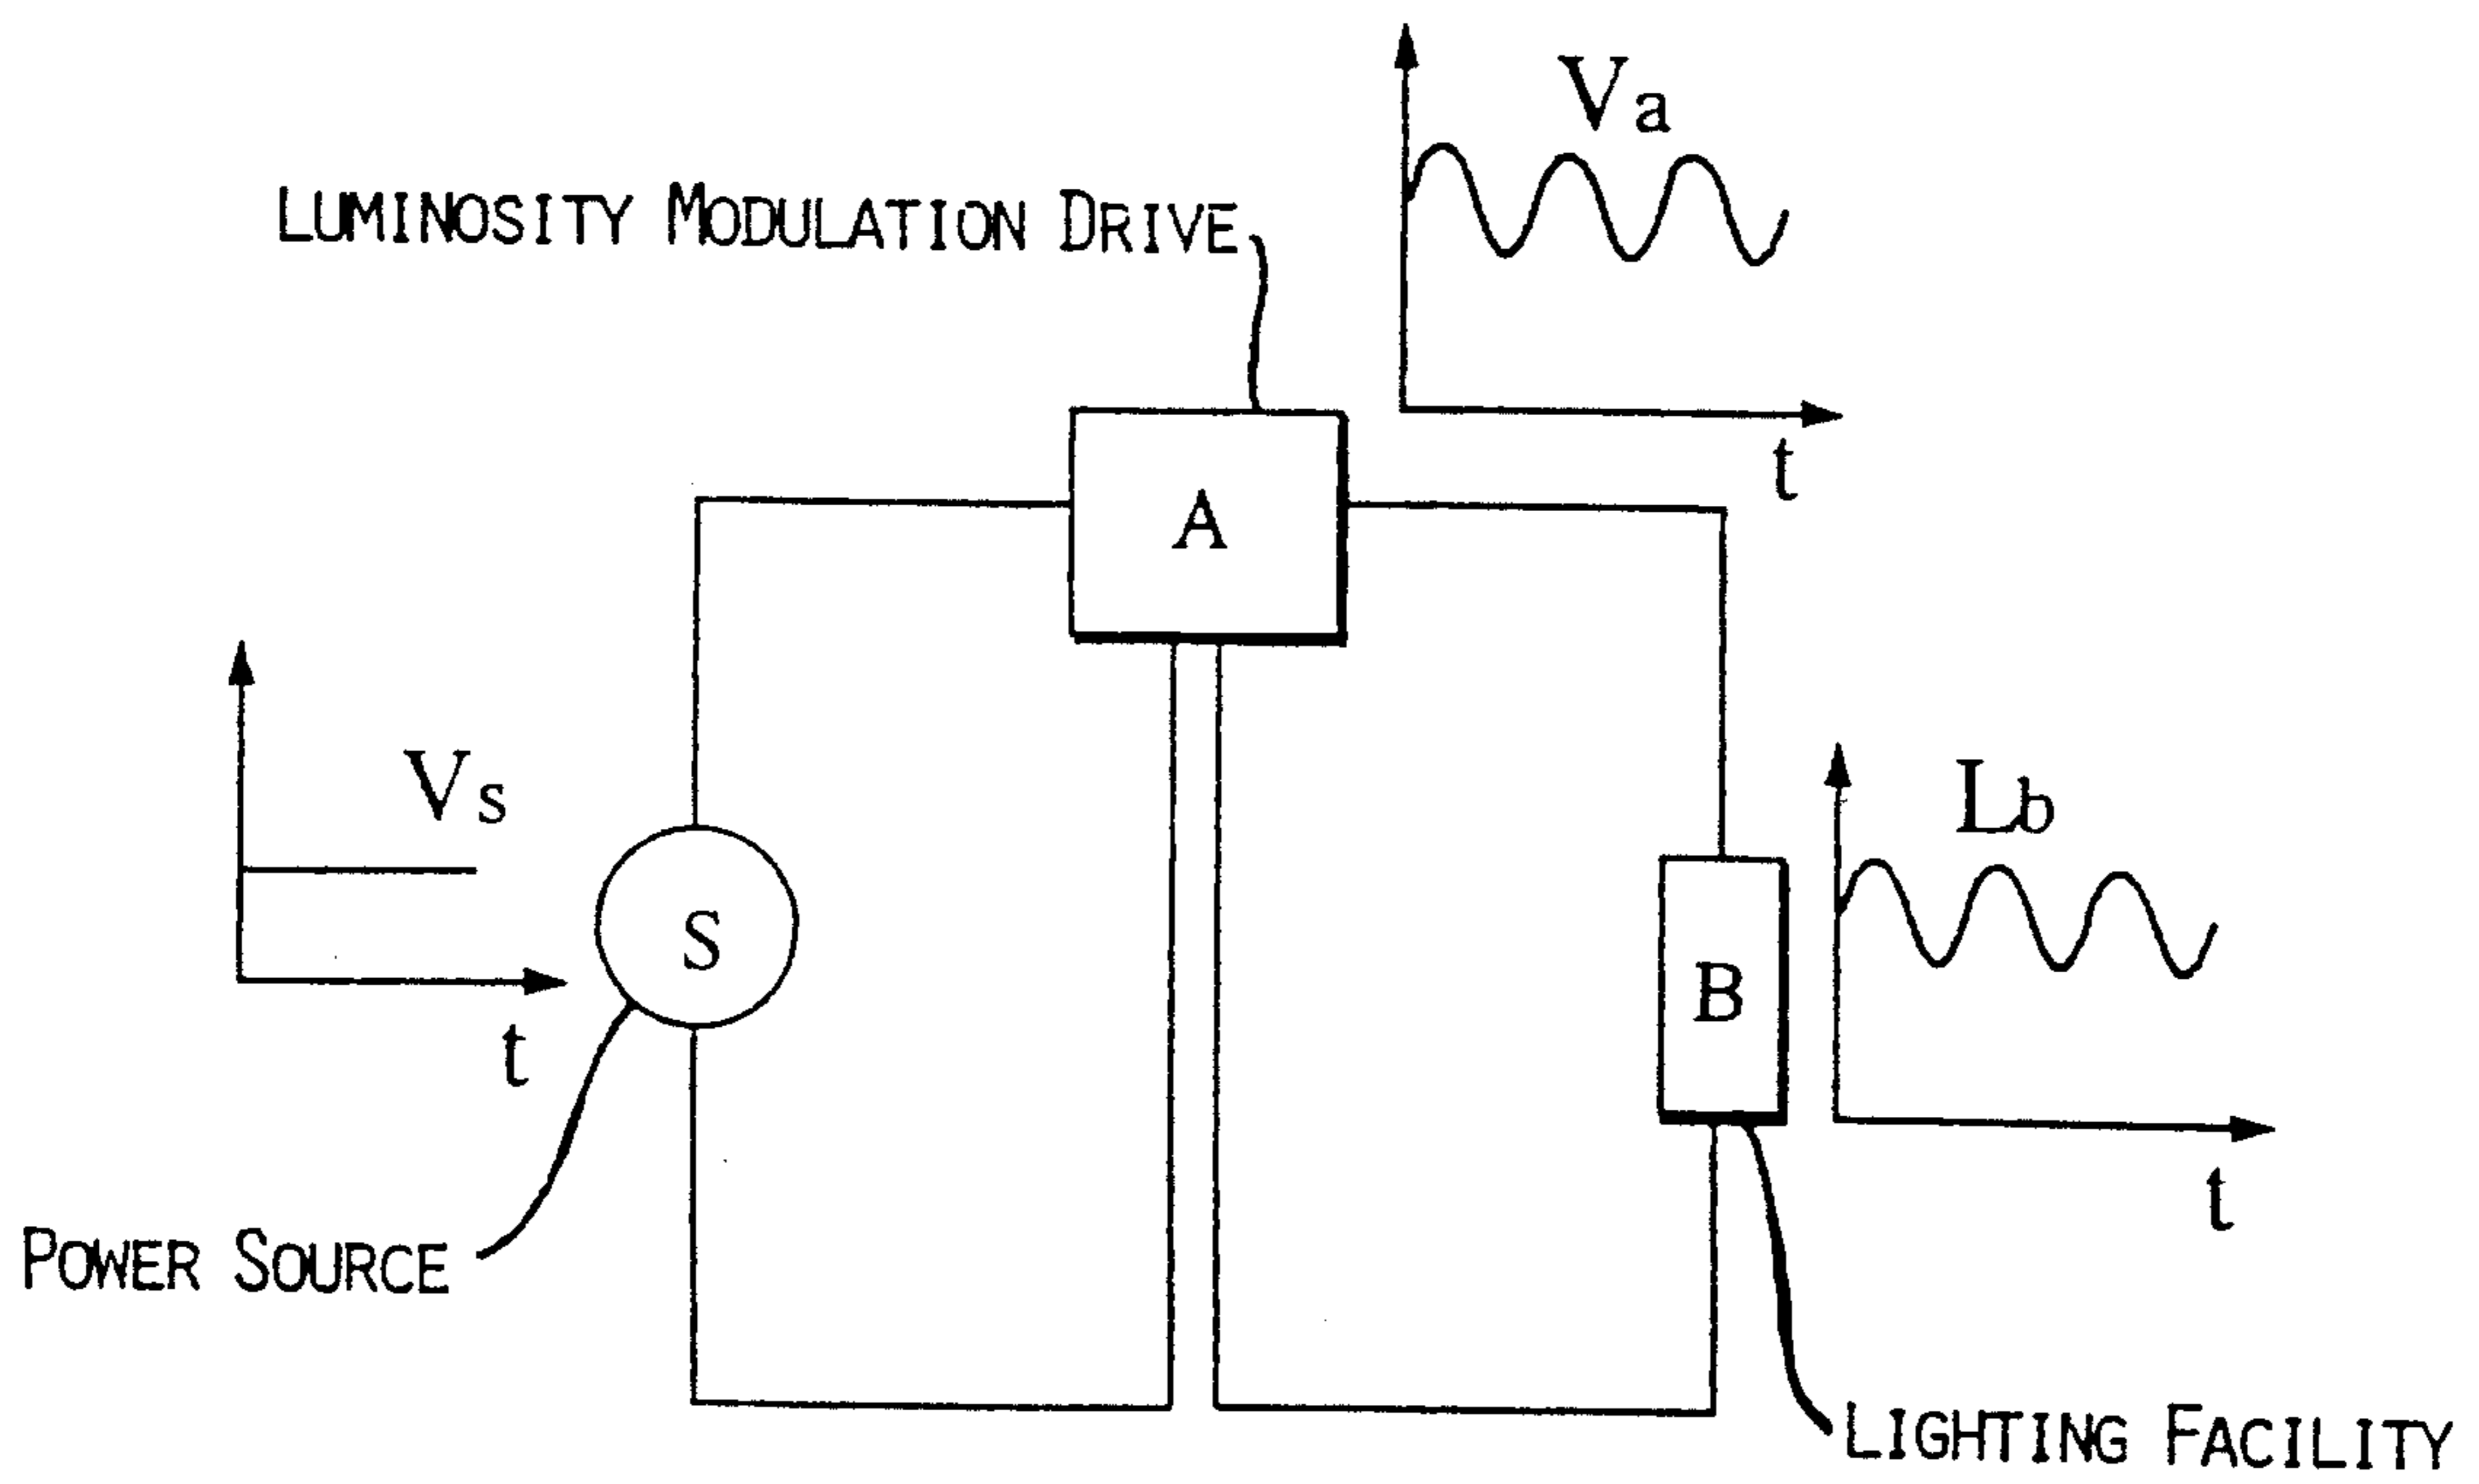 Va
LUMINOSITY MODULATION DRIVE
t
A
Vs
Lb
S
B
t
t
POWER SOURCE
LIGHTING FACILITY